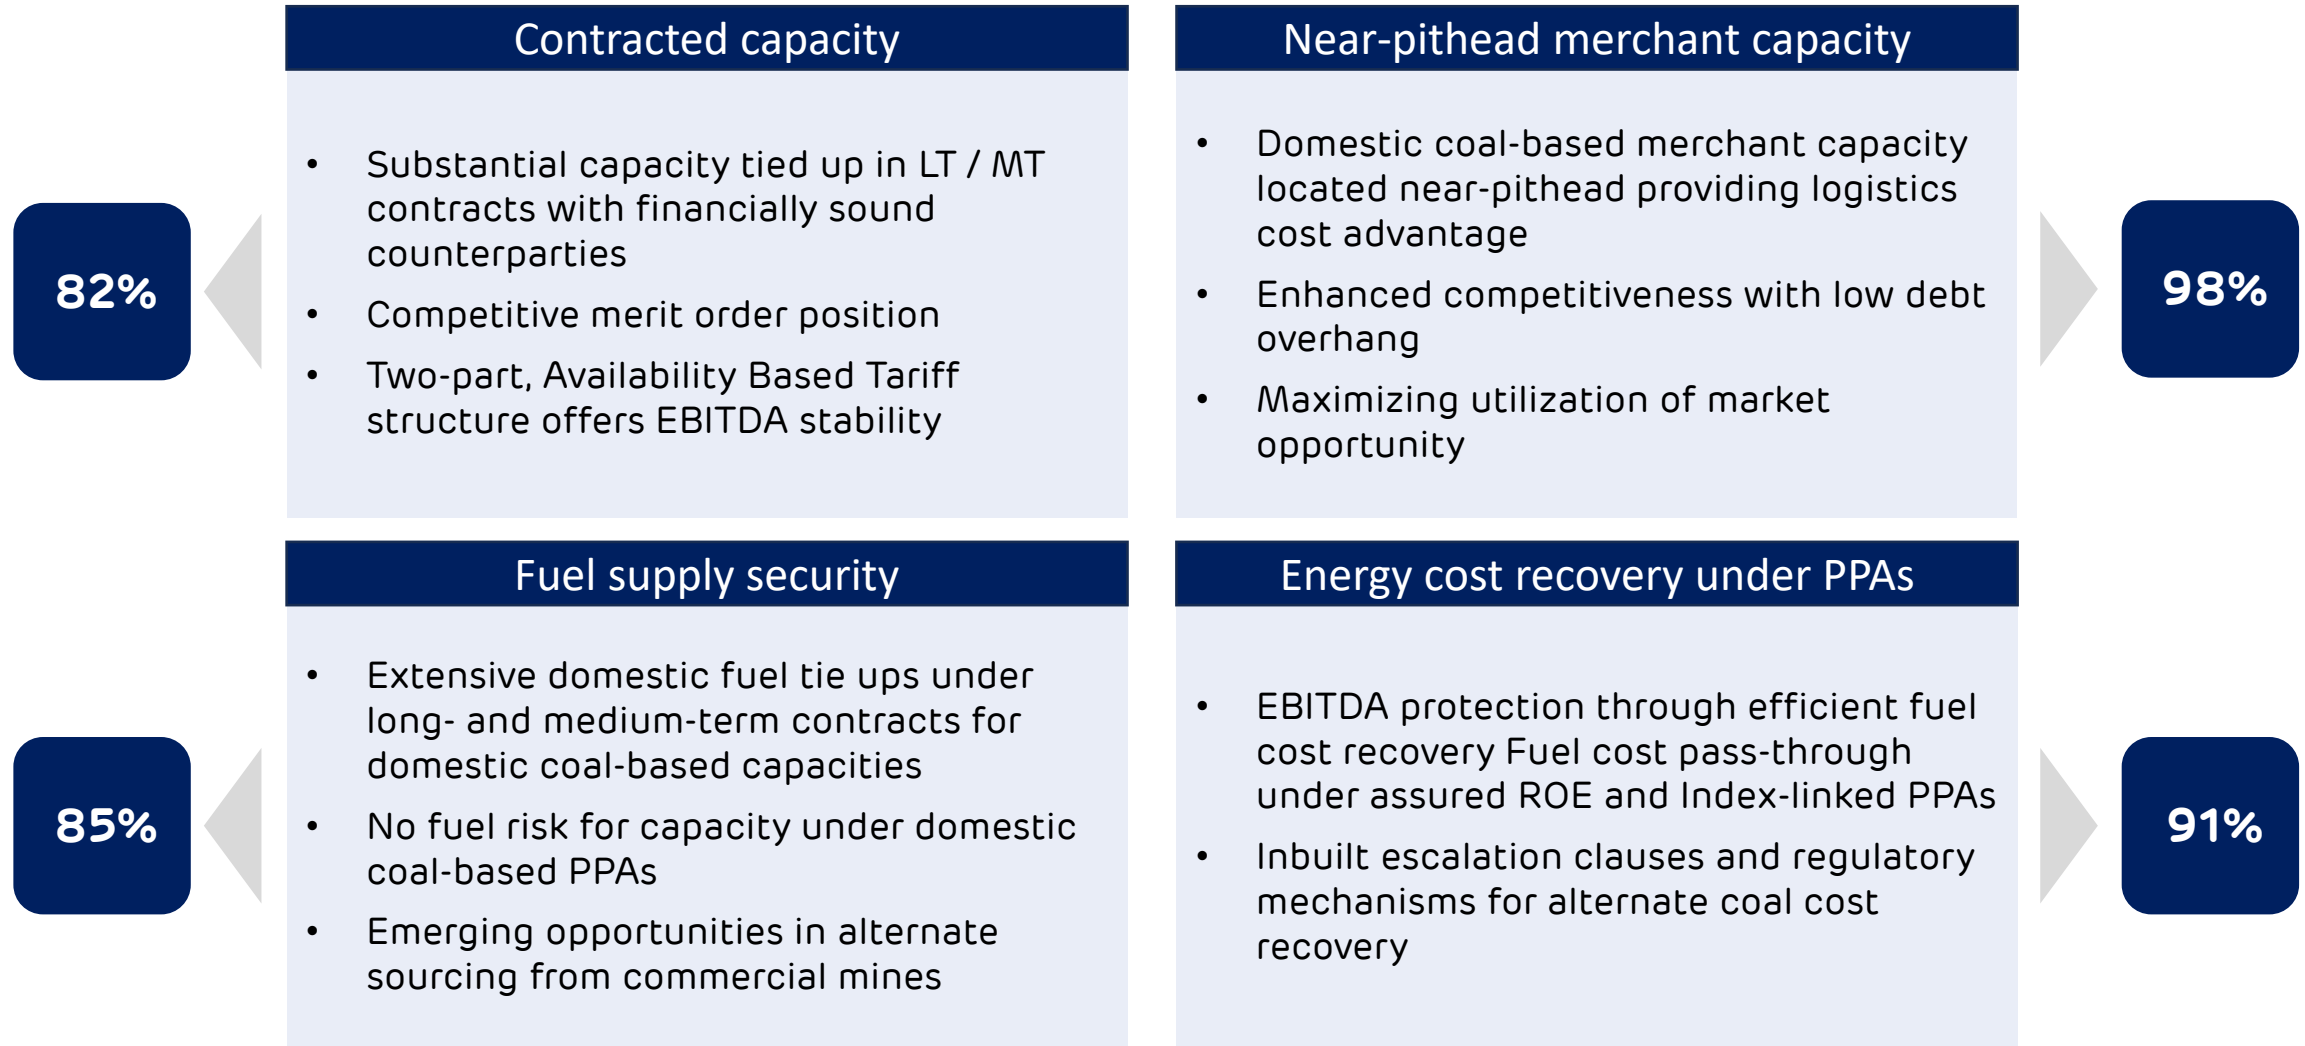 Contracted capacity
82%
• Substantial capacity tied up in LT / MT
contracts with financially sound
counterparties
• Competitive merit order position
• Two-part, Availability Based Tariff
structure offers EBITDA stability
Near-pithead merchant capacity
• Domestic coal-based merchant capacity
located near-pithead providing logistics
cost advantage
• Enhanced competitiveness with low debt
overhang
• Maximizing utilization of market
opportunity
98%
Fuel supply security
85%
• Extensive domestic fuel tie ups under
long- and medium-term contracts for
domestic coal-based capacities
• No fuel risk for capacity under domestic
coal-based PPAs
• Emerging opportunities in alternate
sourcing from commercial mines
Energy cost recovery under PPAs
• EBITDA protection through efficient fuel
cost recovery Fuel cost pass-through
under assured ROE and Index-linked PPAs
• Inbuilt escalation clauses and regulatory
mechanisms for alternate coal cost
recovery
91%